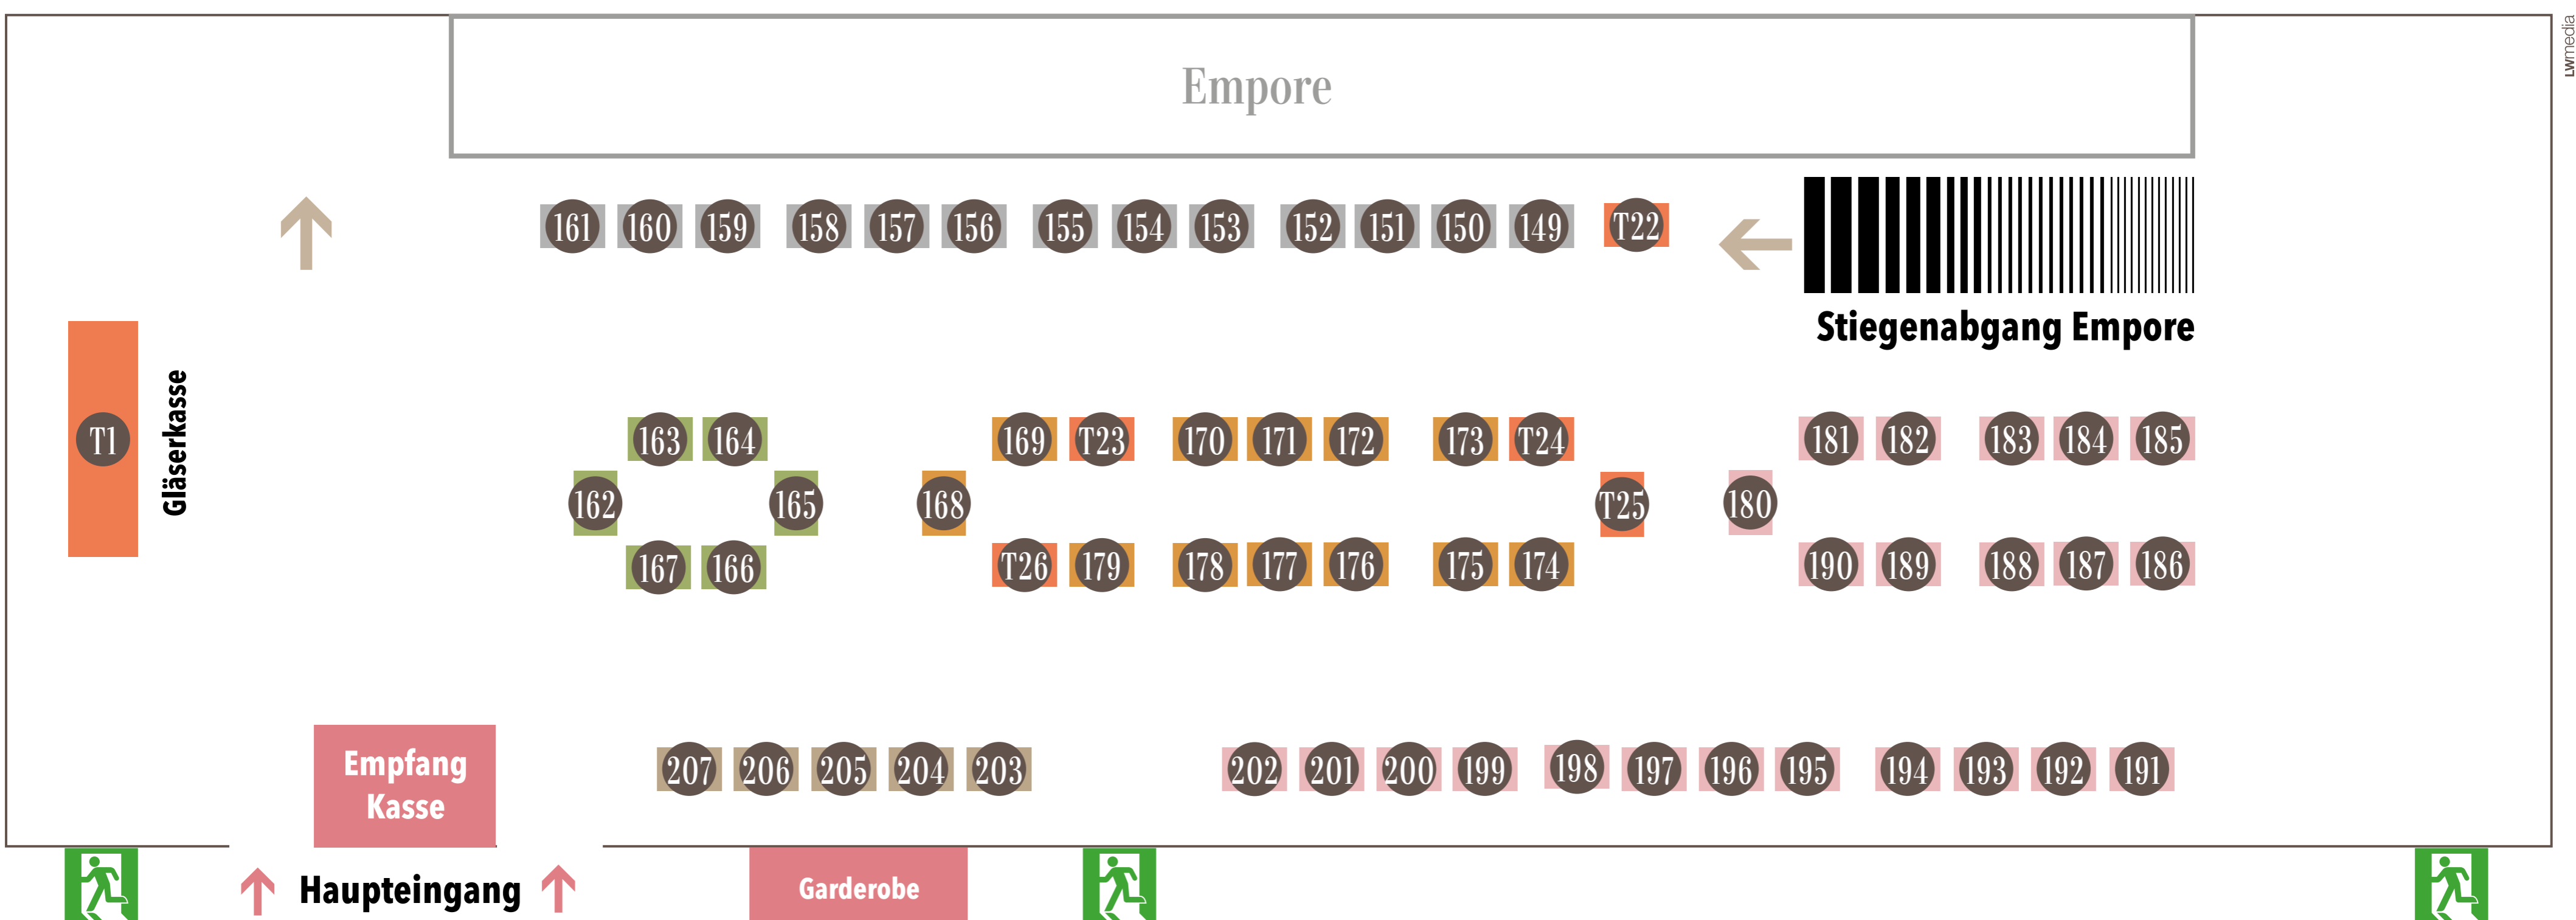 LWmedia
Empore
161 160 159 158 157 156 155 154 153 152 151 150 149 T22
Stiegenabgang Empore
T1
Gläserkasse
163 164 169 T23 170 171 172 173 T24 181 182 183 184 185
162 165 168 T25 180
167 166 T26 179 178 177 176 175 174 190 189 188 187 186
Empfang
Kasse
207 206 205 204 203 202 201 200 199 198 197 196 195 194 193 192 191
Haupteingang
Garderobe